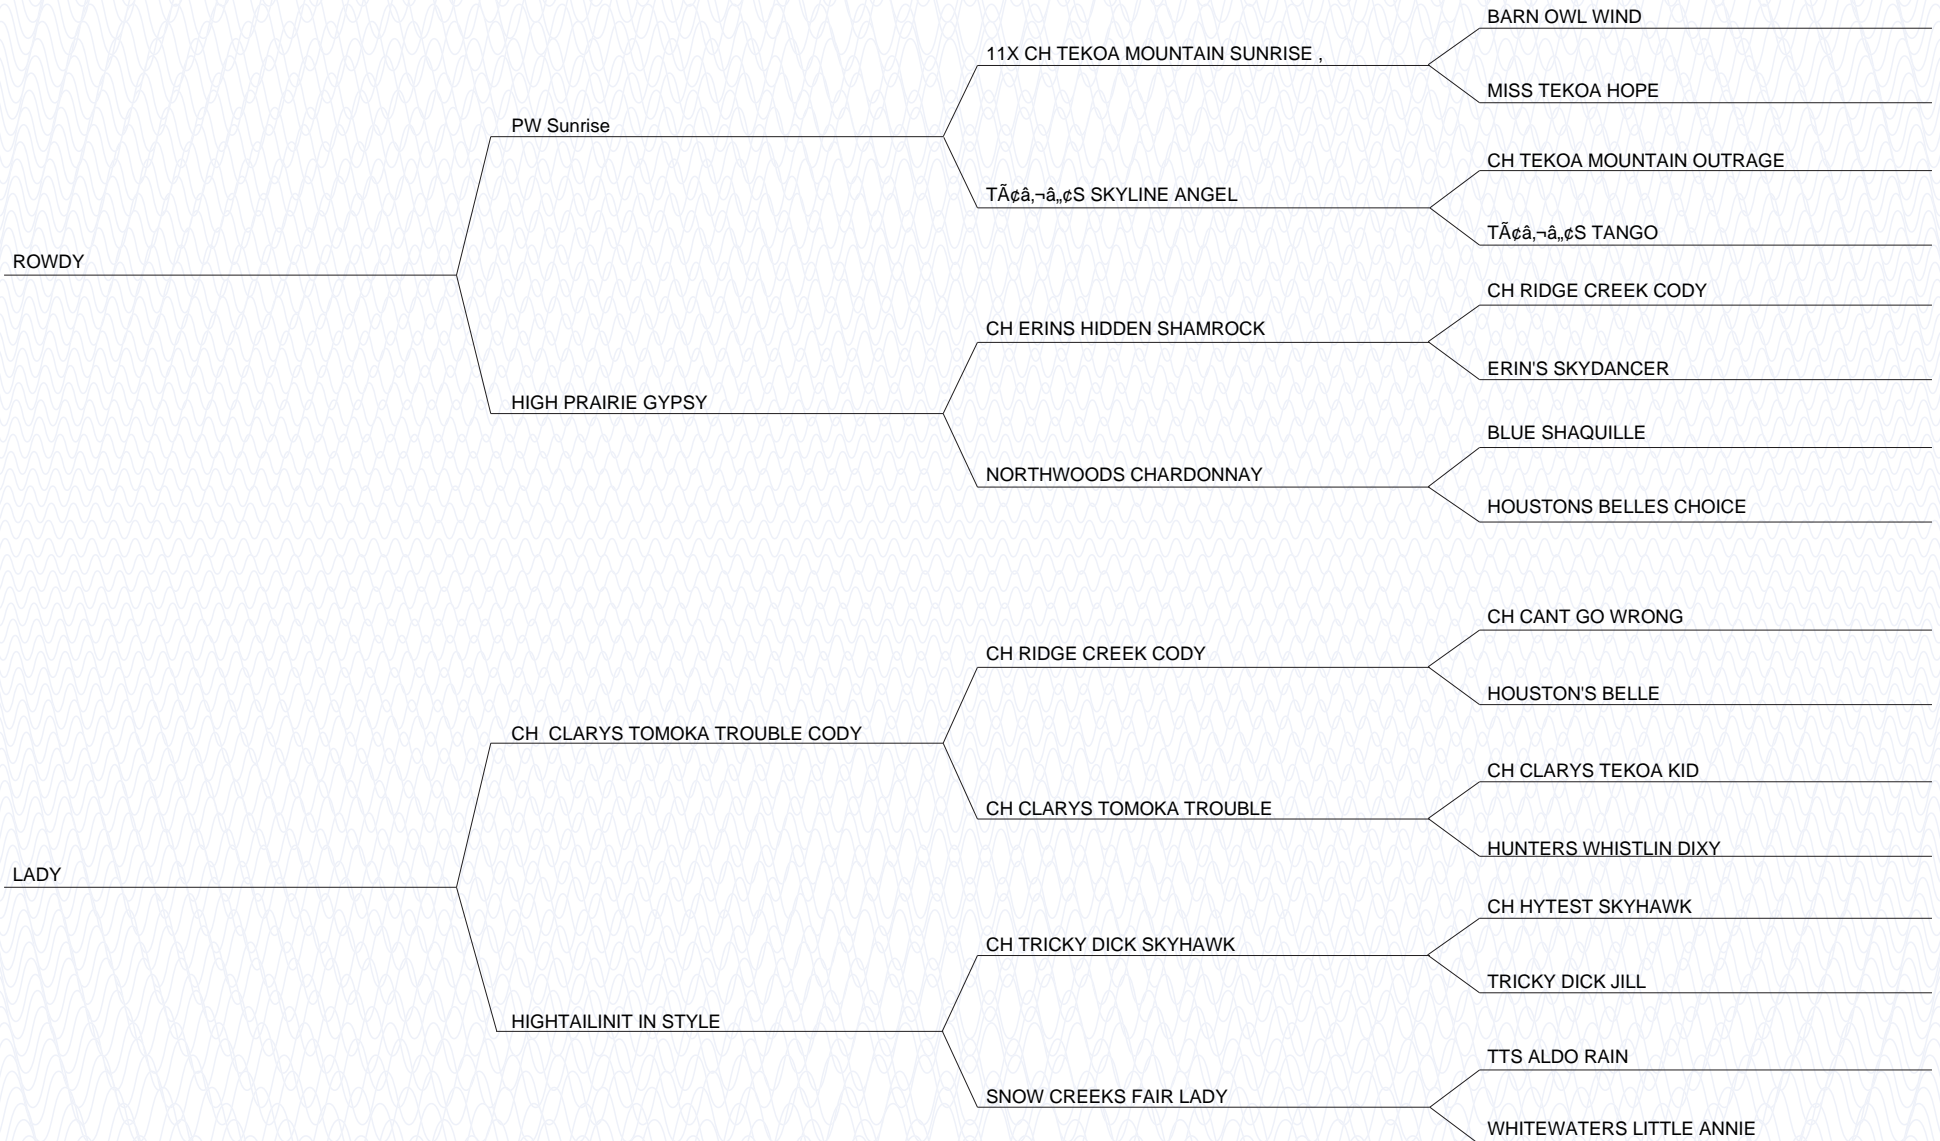 BARN OWL WIND
11X CH TEKOA MOUNTAIN SUNRISE ,
MISS TEKOA HOPE
PW Sunrise
CH TEKOA MOUNTAIN OUTRAGE
TÃ¢â‚¬â„¢S SKYLINE ANGEL
TÃ¢â‚¬â„¢S TANGO
ROWDY
CH RIDGE CREEK CODY
CH ERINS HIDDEN SHAMROCK
ERIN'S SKYDANCER
HIGH PRAIRIE GYPSY
BLUE SHAQUILLE
NORTHWOODS CHARDONNAY
HOUSTONS BELLES CHOICE
CH CANT GO WRONG
CH RIDGE CREEK CODY
HOUSTON'S BELLE
CH  CLARYS TOMOKA TROUBLE CODY
CH CLARYS TEKOA KID
CH CLARYS TOMOKA TROUBLE
HUNTERS WHISTLIN DIXY
LADY
CH HYTEST SKYHAWK
CH TRICKY DICK SKYHAWK
TRICKY DICK JILL
HIGHTAILINIT IN STYLE
TTS ALDO RAIN
SNOW CREEKS FAIR LADY
WHITEWATERS LITTLE ANNIE